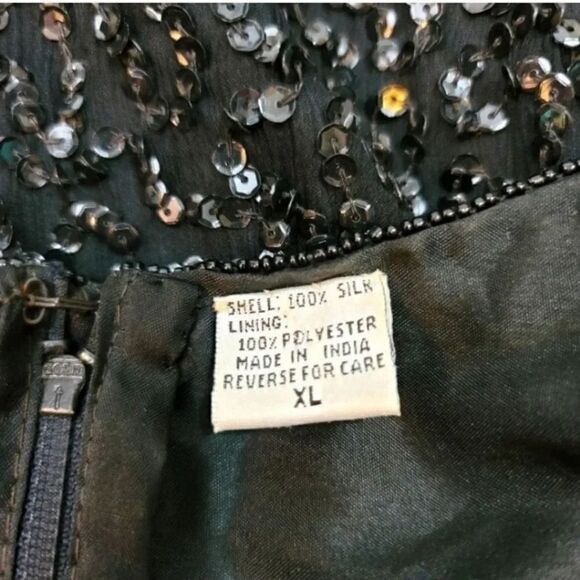 SHELL: 100% SILK
LINING:
100% POLYESTER
MADE IN INDIA
REVERSE FOR CARE
XL